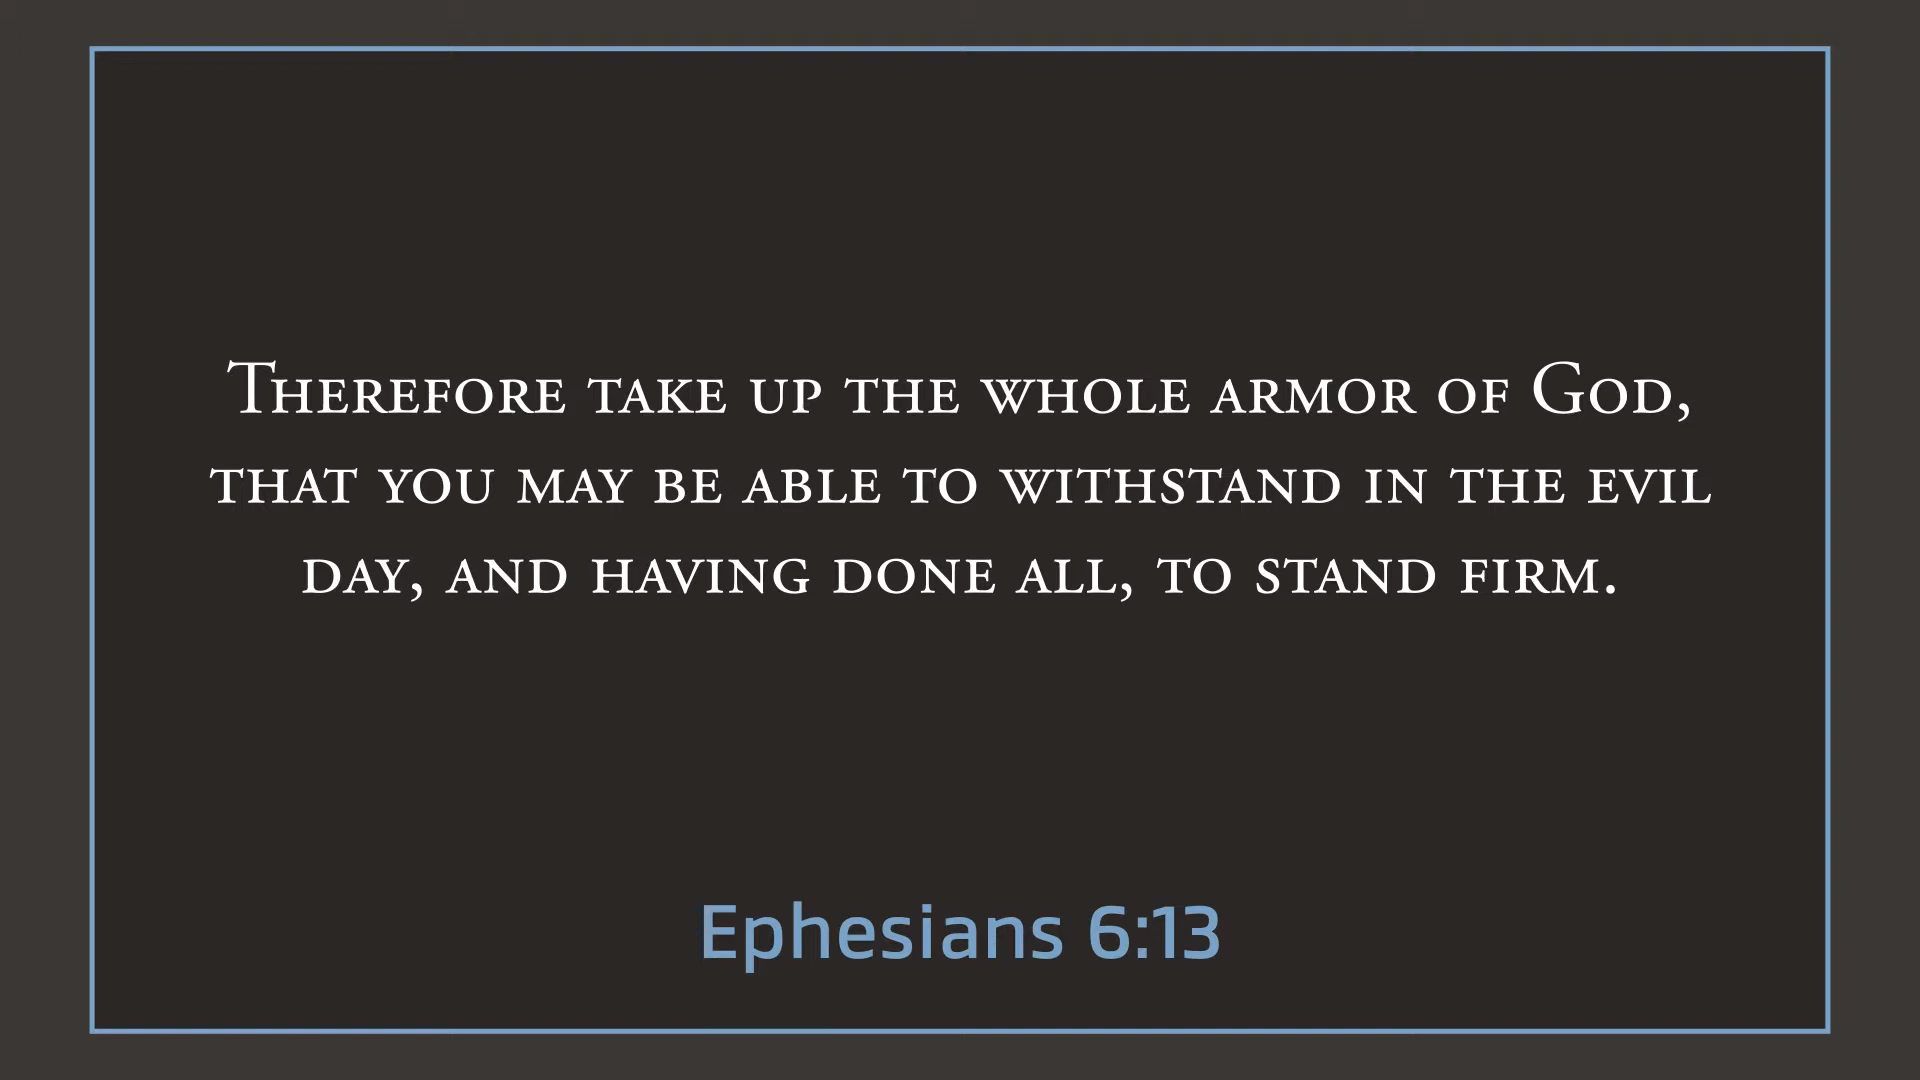 Therefore take up the whole armor of God,
that you may be able to withstand in the evil
day, and having done all, to stand firm.
Ephesians 6:13